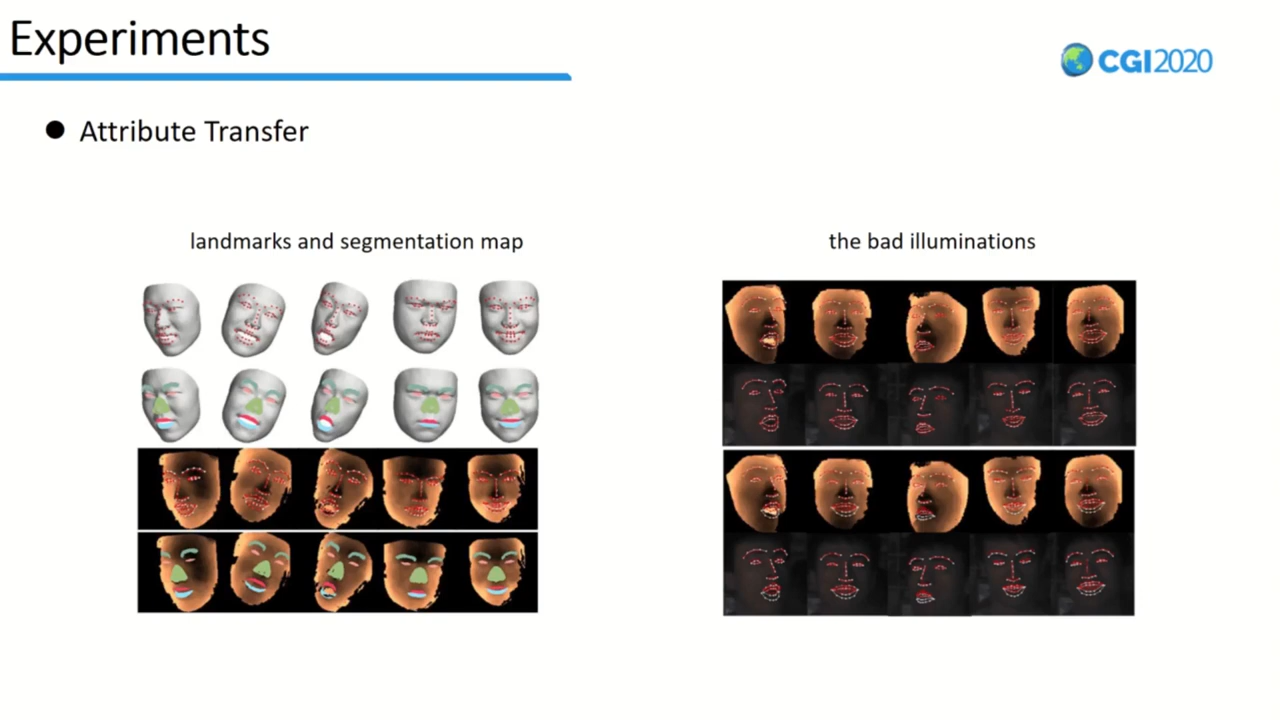 Experiments
CGI2020
● Attribute Transfer
landmarks and segmentation map
the bad illuminations